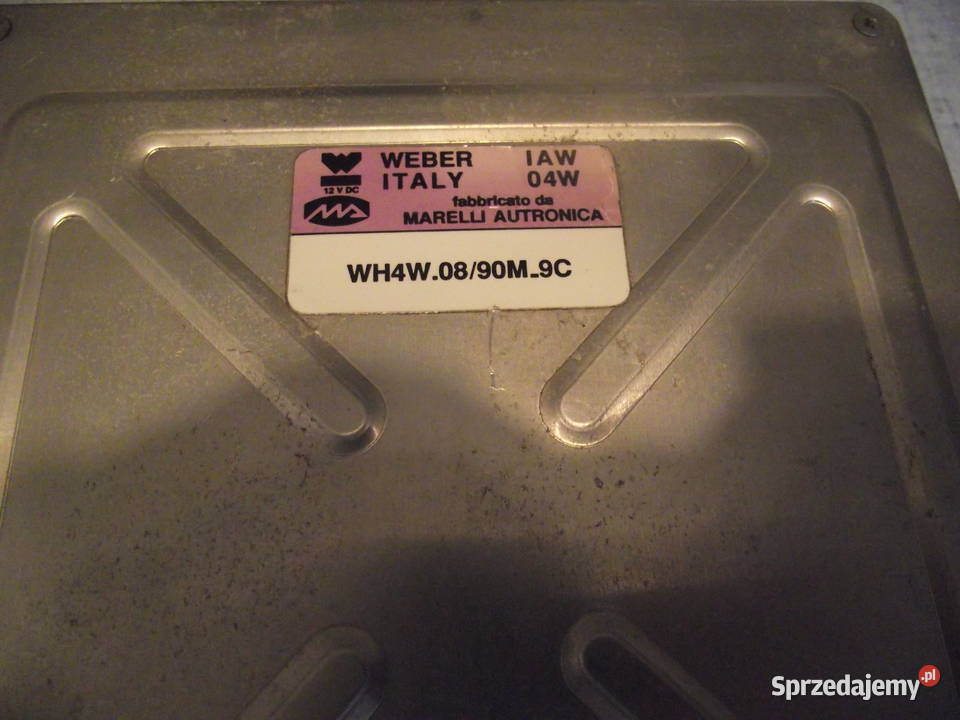 WEBER IAW
ITALY 04W
12 V DC
fabbricato da
MARELLI AUTRONICA
WH4W.08/90M-9C
Sprzedajemy.pl